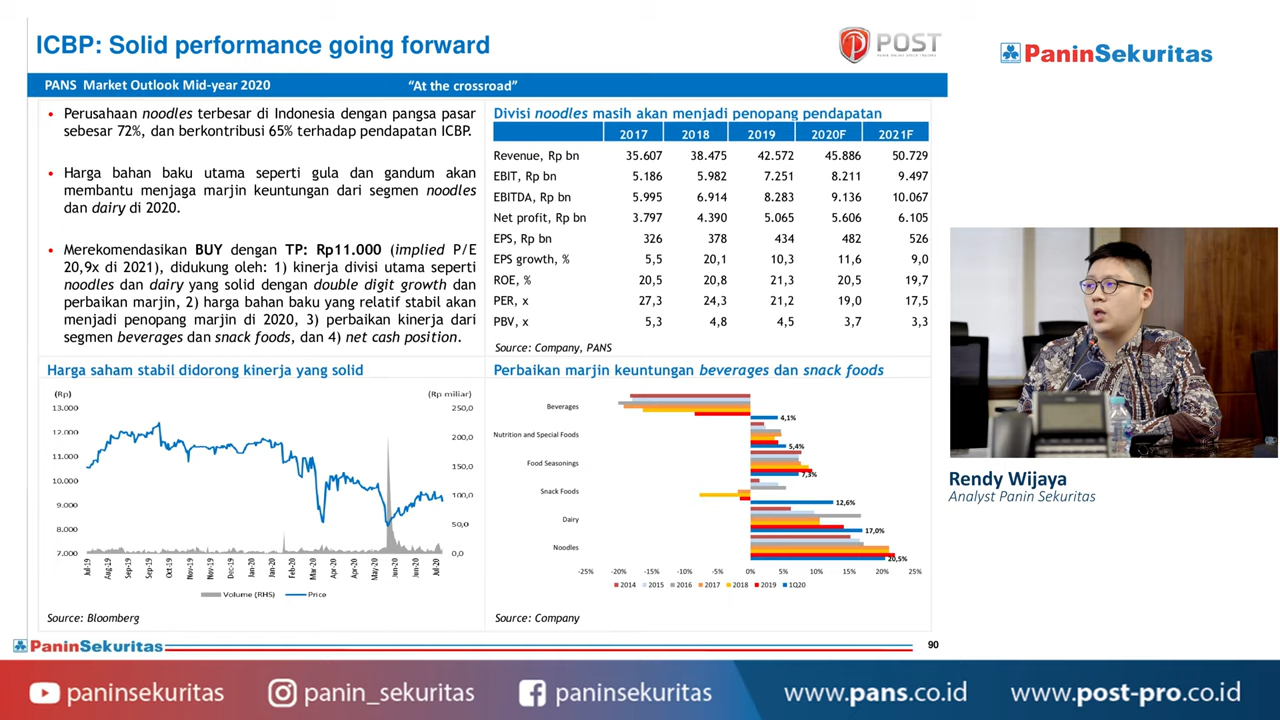 ICBP: Solid performance going forward
POST
PaninSekuritas
PANS Market Outlook Mid-year 2020 “At the crossroad”
• Perusahaan noodles terbesar di Indonesia dengan pangsa pasar
sebesar 72%, dan berkontribusi 65% terhadap pendapatan ICBP.
• Harga bahan baku utama seperti gula dan gandum akan
membantu menjaga marjin keuntungan dari segmen noodles
dan dairy di 2020.
• Merekomendasikan BUY dengan TP: Rp11.000 (implied P/E
20,9x di 2021), didukung oleh: 1) kinerja divisi utama seperti
noodles dan dairy yang solid dengan double digit growth dan
perbaikan marjin, 2) harga bahan baku yang relatif stabil akan
menjadi penopang marjin di 2020, 3) perbaikan kinerja dari
segmen beverages dan snack foods, dan 4) net cash position.
Divisi noodles masih akan menjadi penopang pendapatan
2017 2018 2019 2020F 2021F
Revenue, Rp bn 35.607 38.475 42.572 45.886 50.729
EBIT, Rp bn 5.186 5.982 7.251 8.211 9.497
EBITDA, Rp bn 5.995 6.914 8.283 9.136 10.067
Net profit, Rp bn 3.797 4.390 5.065 5.606 6.105
EPS, Rp bn 326 378 434 482 526
EPS growth, % 5,5 20,1 10,3 11,6 9,0
ROE, % 20,5 20,8 21,3 20,5 19,7
PER, x 27,3 24,3 21,2 19,0 17,5
PBV, x 5,3 4,8 4,5 3,7 3,3
Source: Company, PANS
Harga saham stabil didorong kinerja yang solid
(Rp) (Rp miliar)
13.000 250,0
12.000 200,0
11.000
10.000 150,0
9.000 100,0
8.000 50,0
7.000 0,0
Jul-19 Aug-19 Sep-19 Sep-19 Oct-19 Nov-19 Nov-19 Dec-19 Jan-20 Jan-20 Feb-20 Mar-20 Apr-20 Apr-20 May-20 Jun-20 Jun-20 Jul-20
Volume (RHS) Price
Source: Bloomberg
Perbaikan marjin keuntungan beverages dan snack foods
Beverages 4,1%
Nutrition and Special Foods 5,4%
Food Seasonings 7,3%
Snack Foods 12,6%
Dairy 17,0%
Noodles 20,5%
-25% -20% -15% -10% -5% 0% 5% 10% 15% 20% 25%
2014 2015 2016 2017 2018 2019 1Q20
Source: Company
Rendy Wijaya
Analyst Panin Sekuritas
PaninSekuritas
90
paninsekuritas panin_sekuritas paninsekuritas www.pans.co.id www.post-pro.co.id